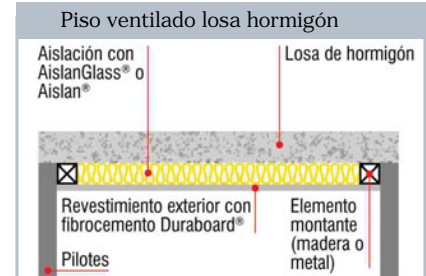 Piso ventilado losa hormigón
Aislación con
AislanGlass® o
Aislan®
Losa de hormigón
Revestimiento exterior con
fibrocemento Duraboard®
Elemento
montante
(madera o
metal)
Pilotes